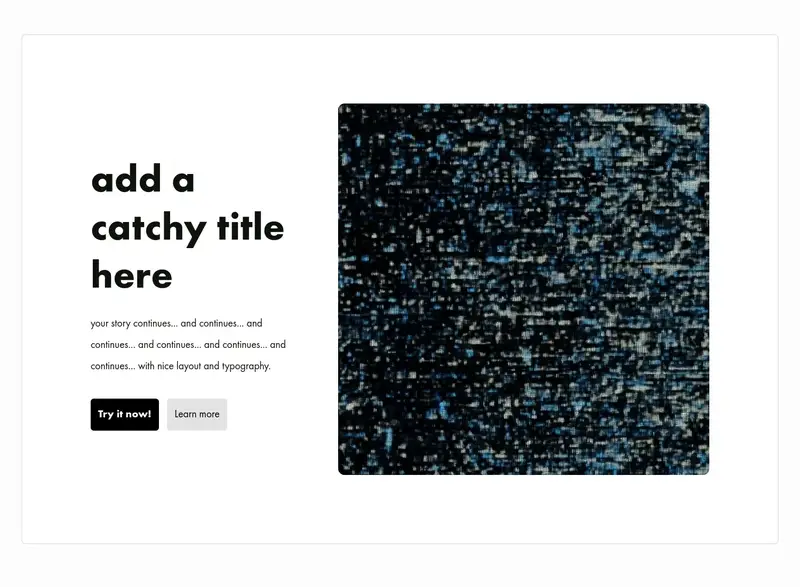 add a
catchy title
here
your story continues... and continues... and
continues... and continues... and continues... and
continues... with nice layout and typography.
Try it now!
Learn more